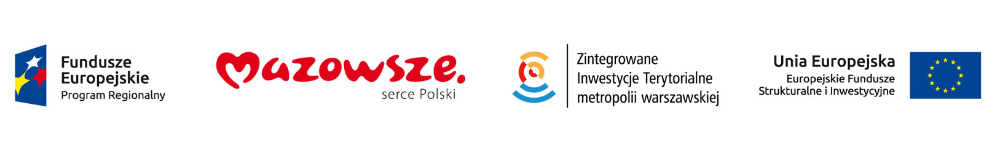 Fundusze
Europejskie
Program Regionalny
mazowsze.
serce Polski
Zintegrowane
Inwestycje Terytorialne
metropolii warszawskiej
Unia Europejska
Europejskie Fundusze
Strukturalne i Inwestycyjne